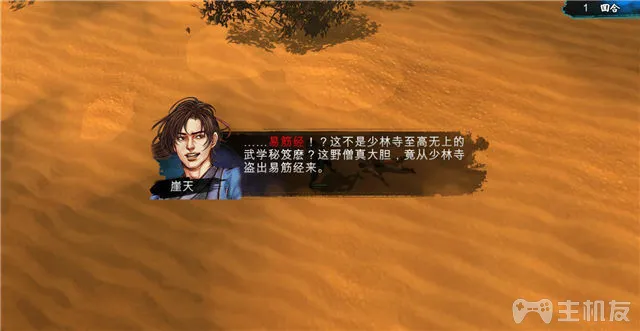 1 回合
……易筋经！？这不是少林寺至高无上的
武学秘笈麽？这野僧真大胆，竟从少林寺
盗出易筋经来。
崖天
主机友